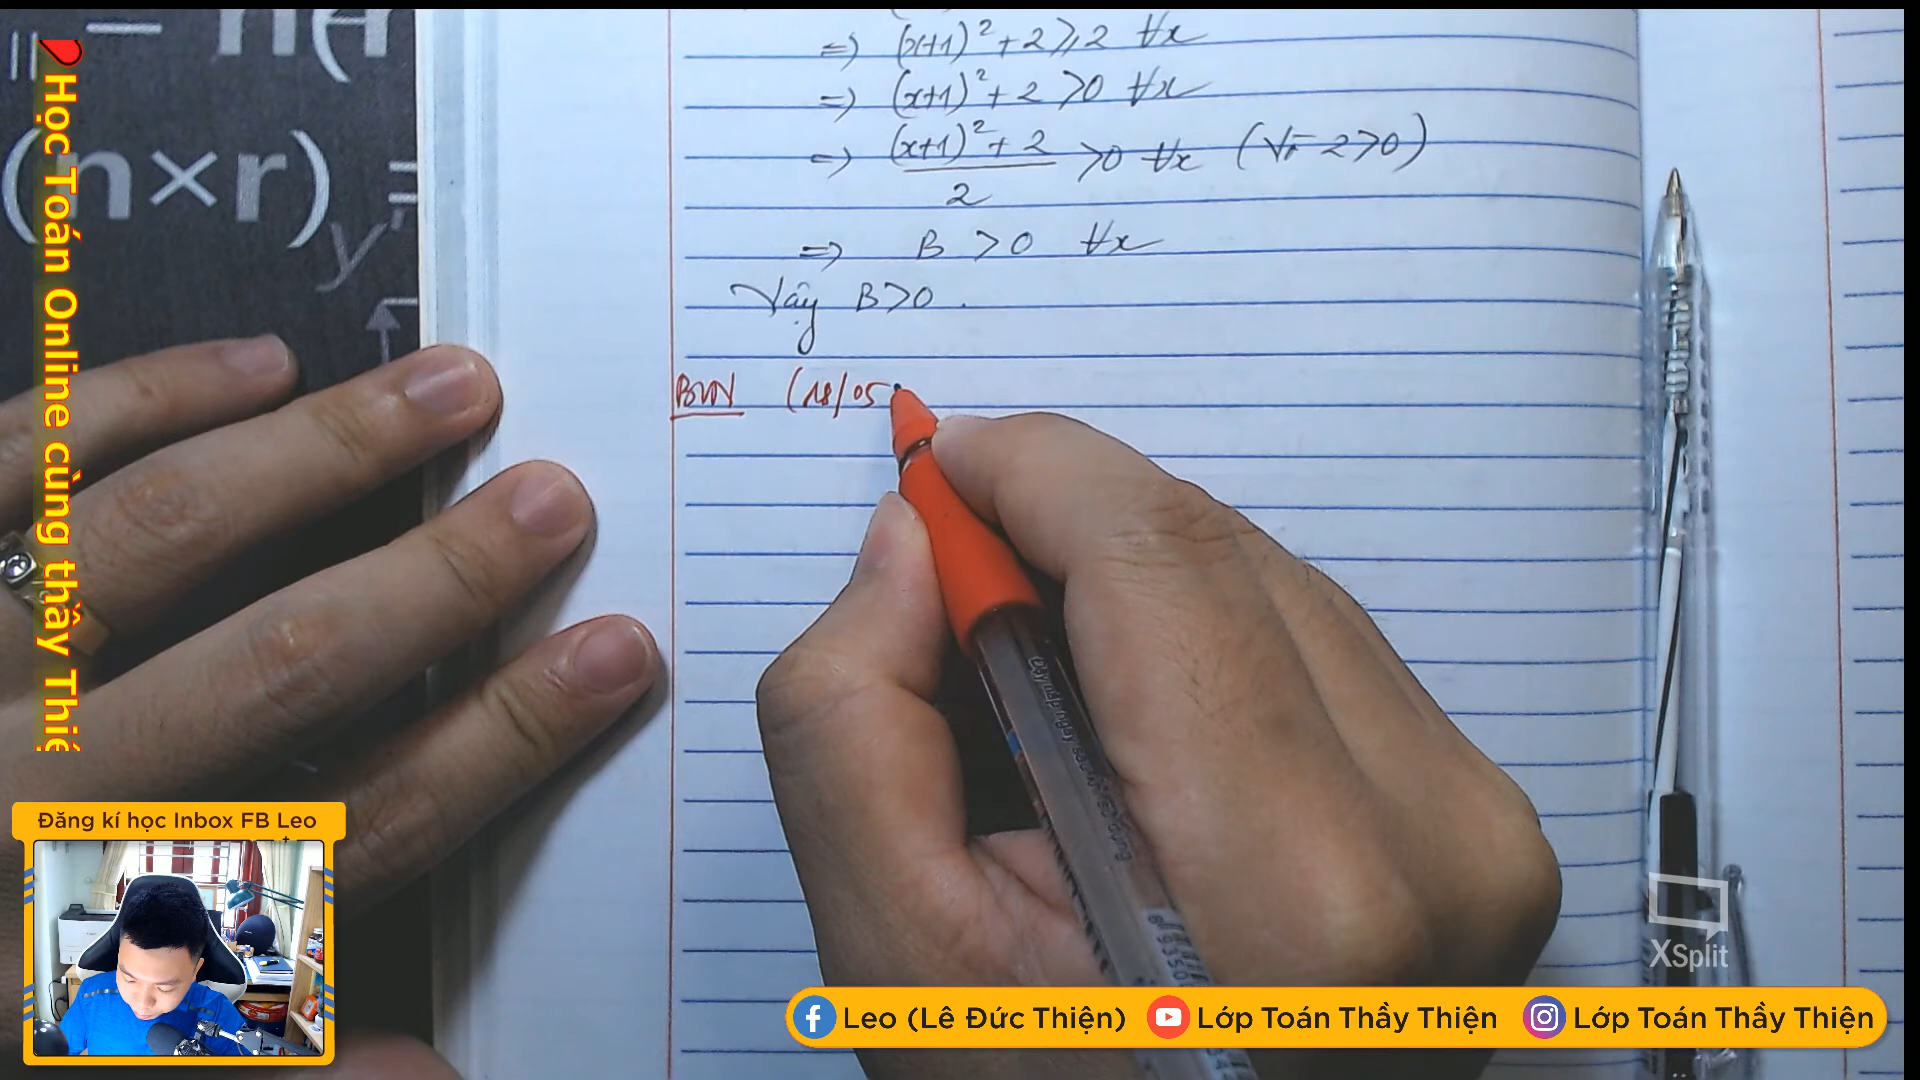 => (x+1)² + 2 ⩾ 2 ∀x
=> (x+1)² + 2 > 0 ∀x
=> (x+1)² + 2 / 2 > 0 ∀x (Vì 2>0)
=> B > 0 ∀x
Vậy B>0.
BTVN (18/05
Học Toán Online cùng thầy Thiệ
(n×r) =
y
Đăng kí học Inbox FB Leo
XSplit
Leo (Lê Đức Thiện) Lớp Toán Thầy Thiện Lớp Toán Thầy Thiện